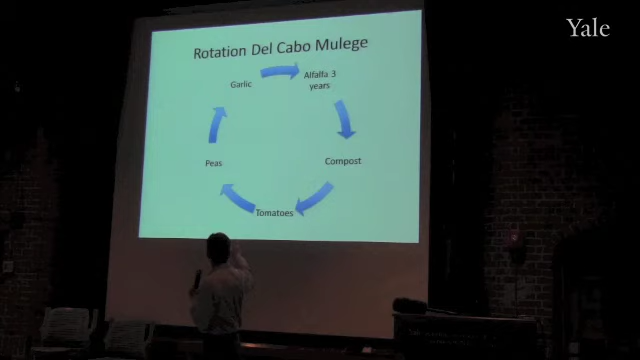 Yale
Rotation Del Cabo Mulege
Garlic
Alfalfa 3
years
Peas
Compost
Tomatoes